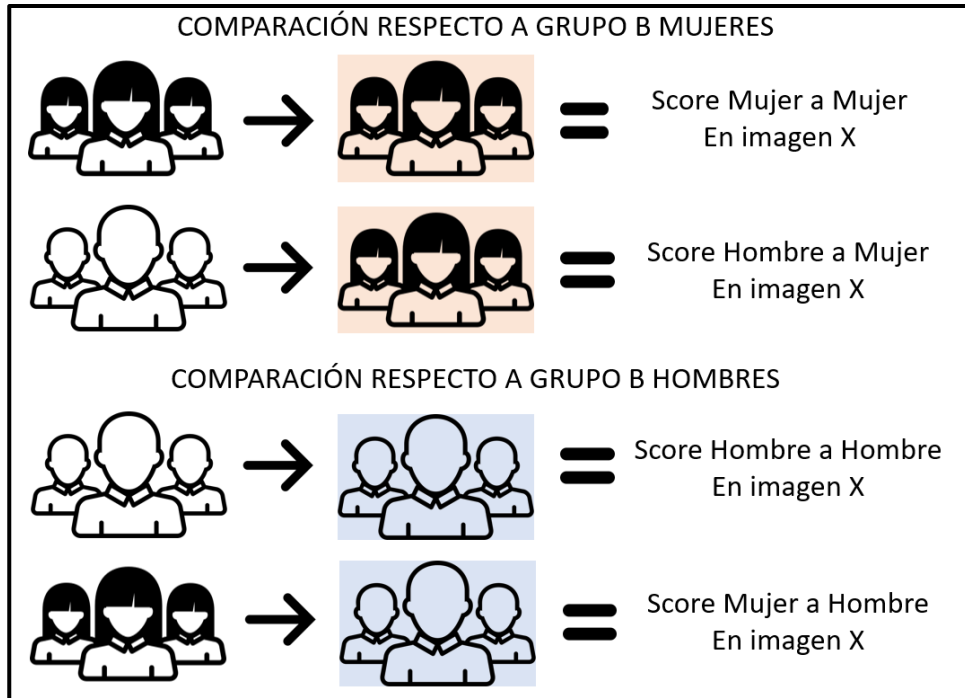 COMPARACIÓN RESPECTO A GRUPO B MUJERES
Score Mujer a Mujer
En imagen X
Score Hombre a Mujer
En imagen X
COMPARACIÓN RESPECTO A GRUPO B HOMBRES
Score Hombre a Hombre
En imagen X
Score Mujer a Hombre
En imagen X